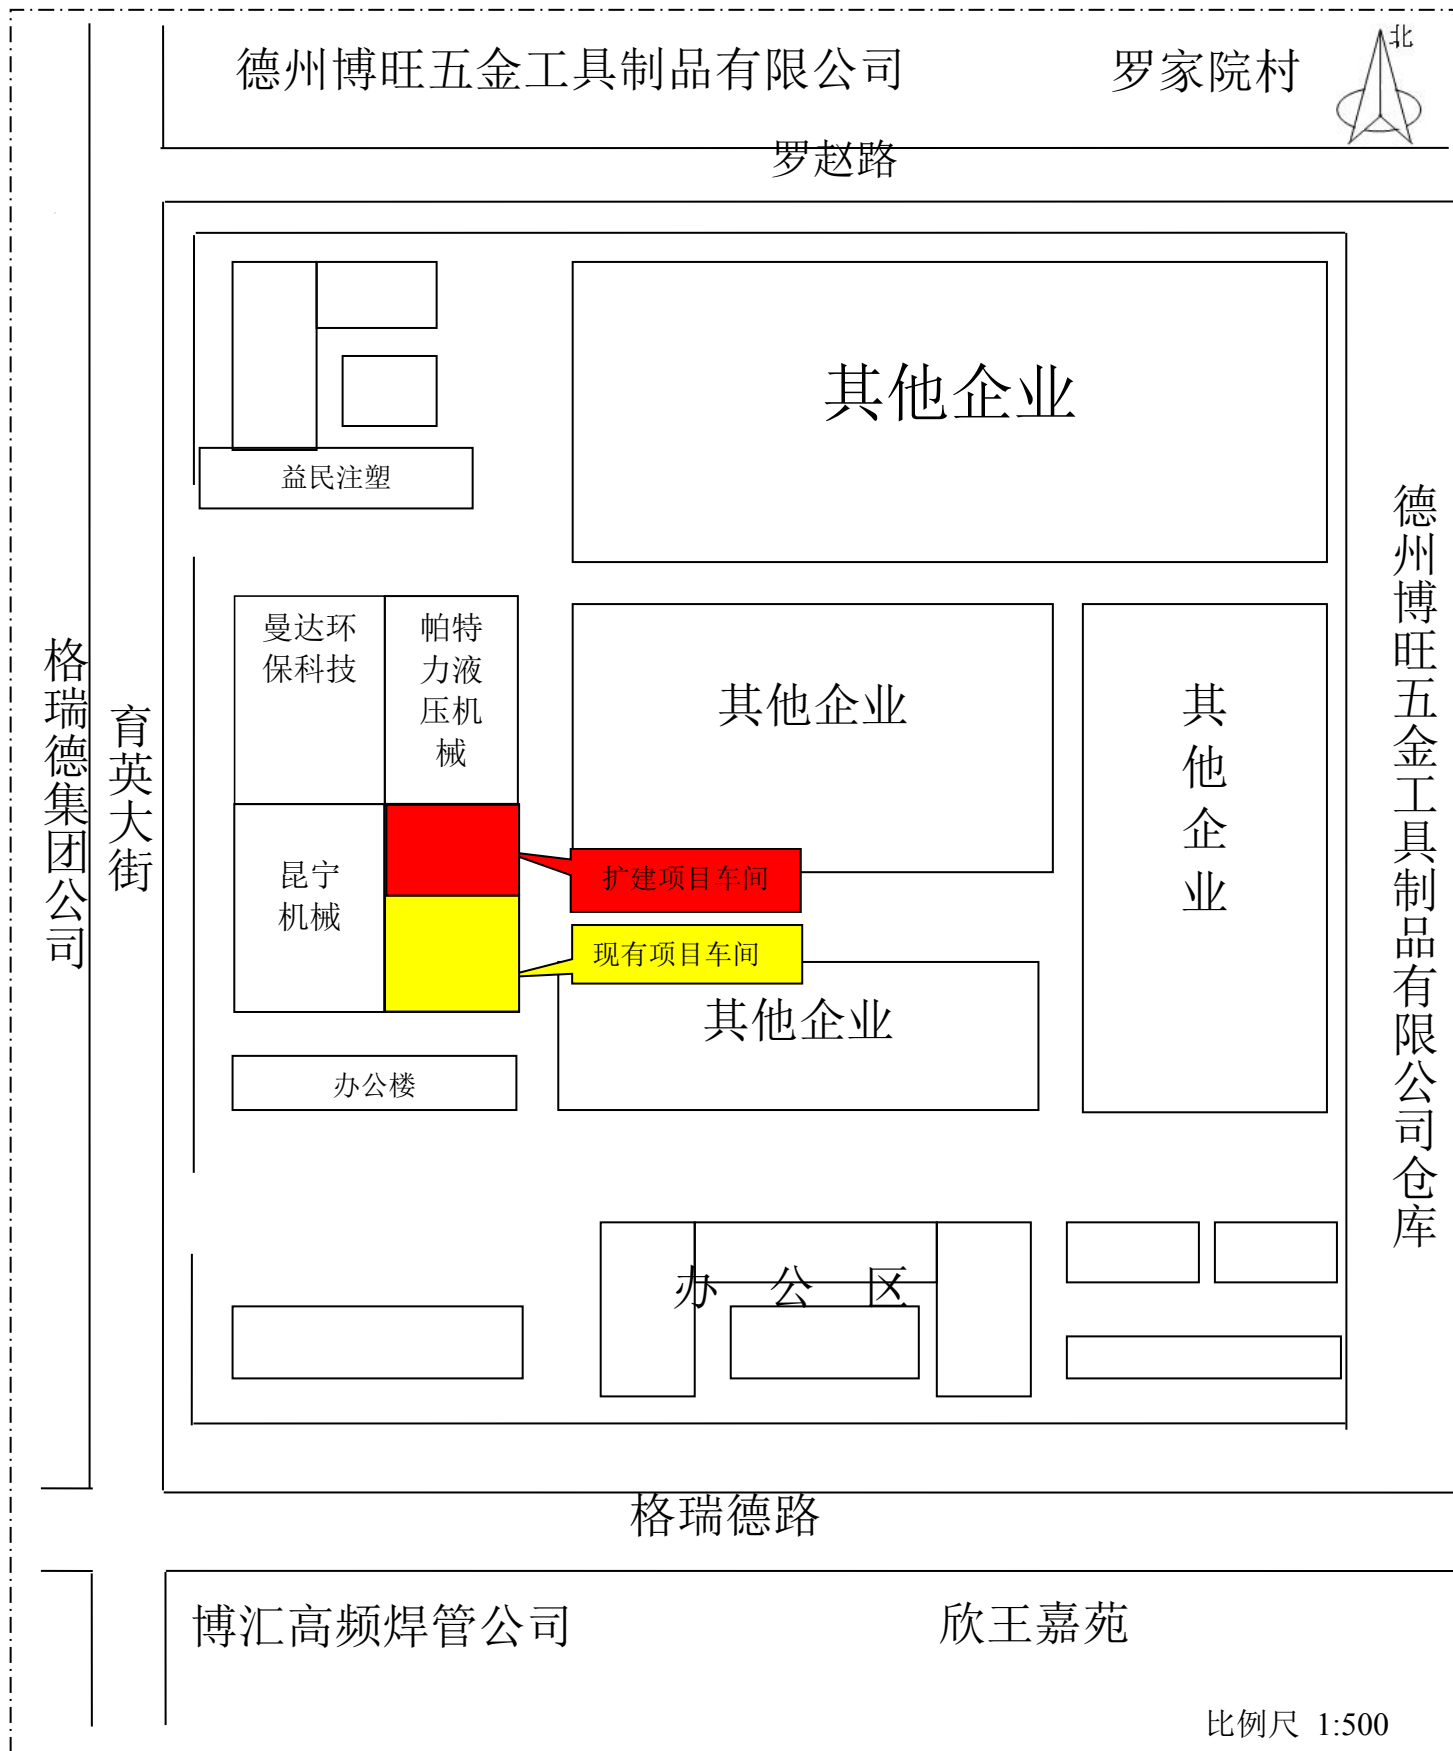 北
德州博旺五金工具制品有限公司
罗家院村
罗赵路
其他企业
益民注塑
德州博旺五金工具制品有限公司仓库
格瑞德集团公司
育英大街
曼达环
保科技
帕特
力液
压机
械
其他企业
其他企业
昆宁
机械
扩建项目车间
现有项目车间
其他企业
办公楼
办公区
格瑞德路
博汇高频焊管公司
欣王嘉苑
比例尺 1:500